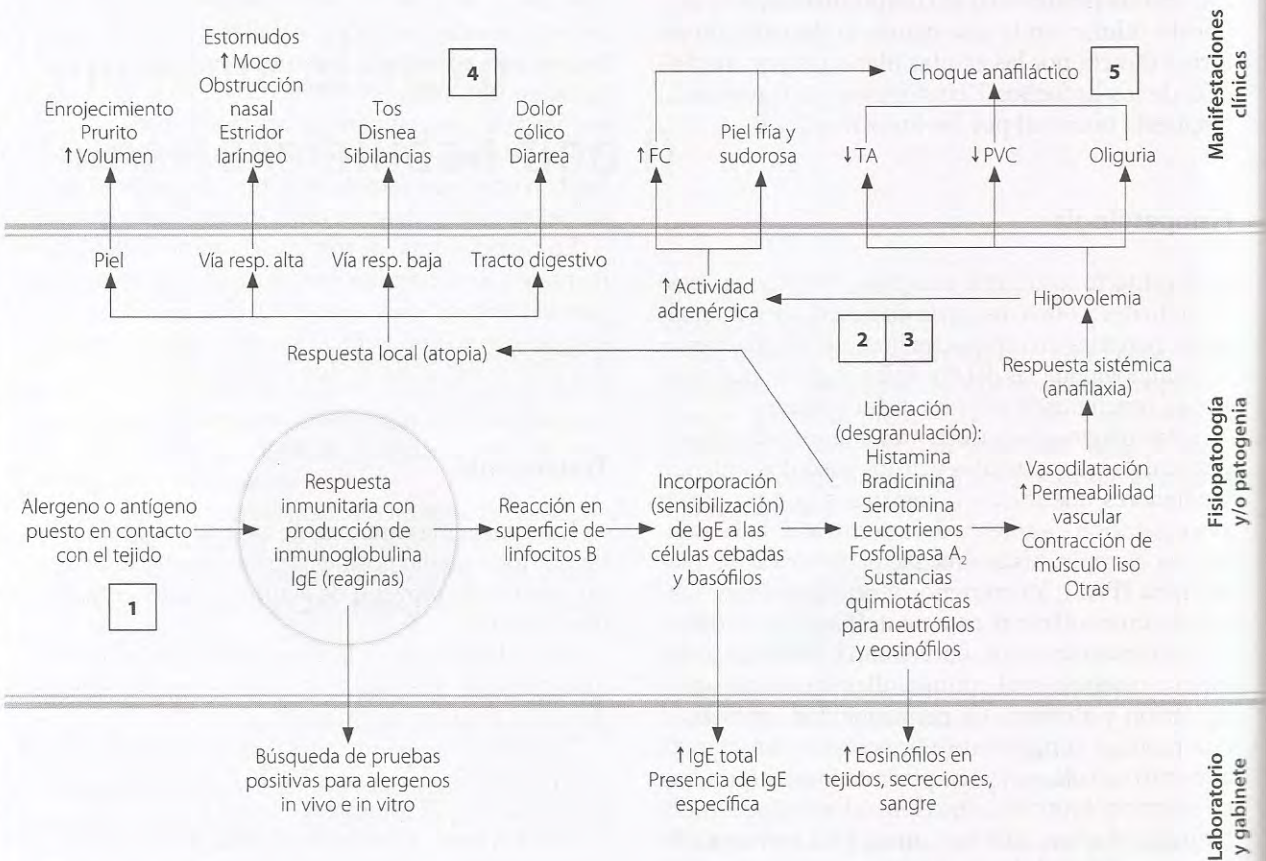 Estornudos
↑ Moco
Obstrucción
nasal
Estridor
laríngeo
4
Enrojecimiento
Prurito
↑ Volumen
Tos
Disnea
Sibilancias
Dolor
cólico
Diarrea
Choque anafiláctico
5
↑ FC
Piel fría y
sudorosa
↓ TA
↓ PVC
Oliguria
Manifestaciones
clínicas
Piel
Vía resp. alta
Vía resp. baja
Tracto digestivo
↑ Actividad
adrenérgica
Hipovolemia
2
3
Respuesta local (atopia)
Respuesta sistémica
(anafilaxia)
Alergeno o antígeno
puesto en contacto
con el tejido
1
Respuesta
inmunitaria con
producción de
inmunoglobulina
IgE (reaginas)
Reacción en
superficie de
linfocitos B
Incorporación
(sensibilización)
de IgE a las
células cebadas
y basófilos
Liberación
(desgranulación):
Histamina
Bradicinina
Serotonina
Leucotrienos
Fosfolipasa A2
Sustancias
quimiotácticas
para neutrófilos
y eosinófilos
Vasodilatación
↑ Permeabilidad
vascular
Contracción de
músculo liso
Otras
Fisiopatología
y/o patogenia
Búsqueda de pruebas
positivas para alergenos
in vivo e in vitro
↑ IgE total
Presencia de IgE
específica
↑ Eosinófilos en
tejidos, secreciones,
sangre
Laboratorio
y gabinete